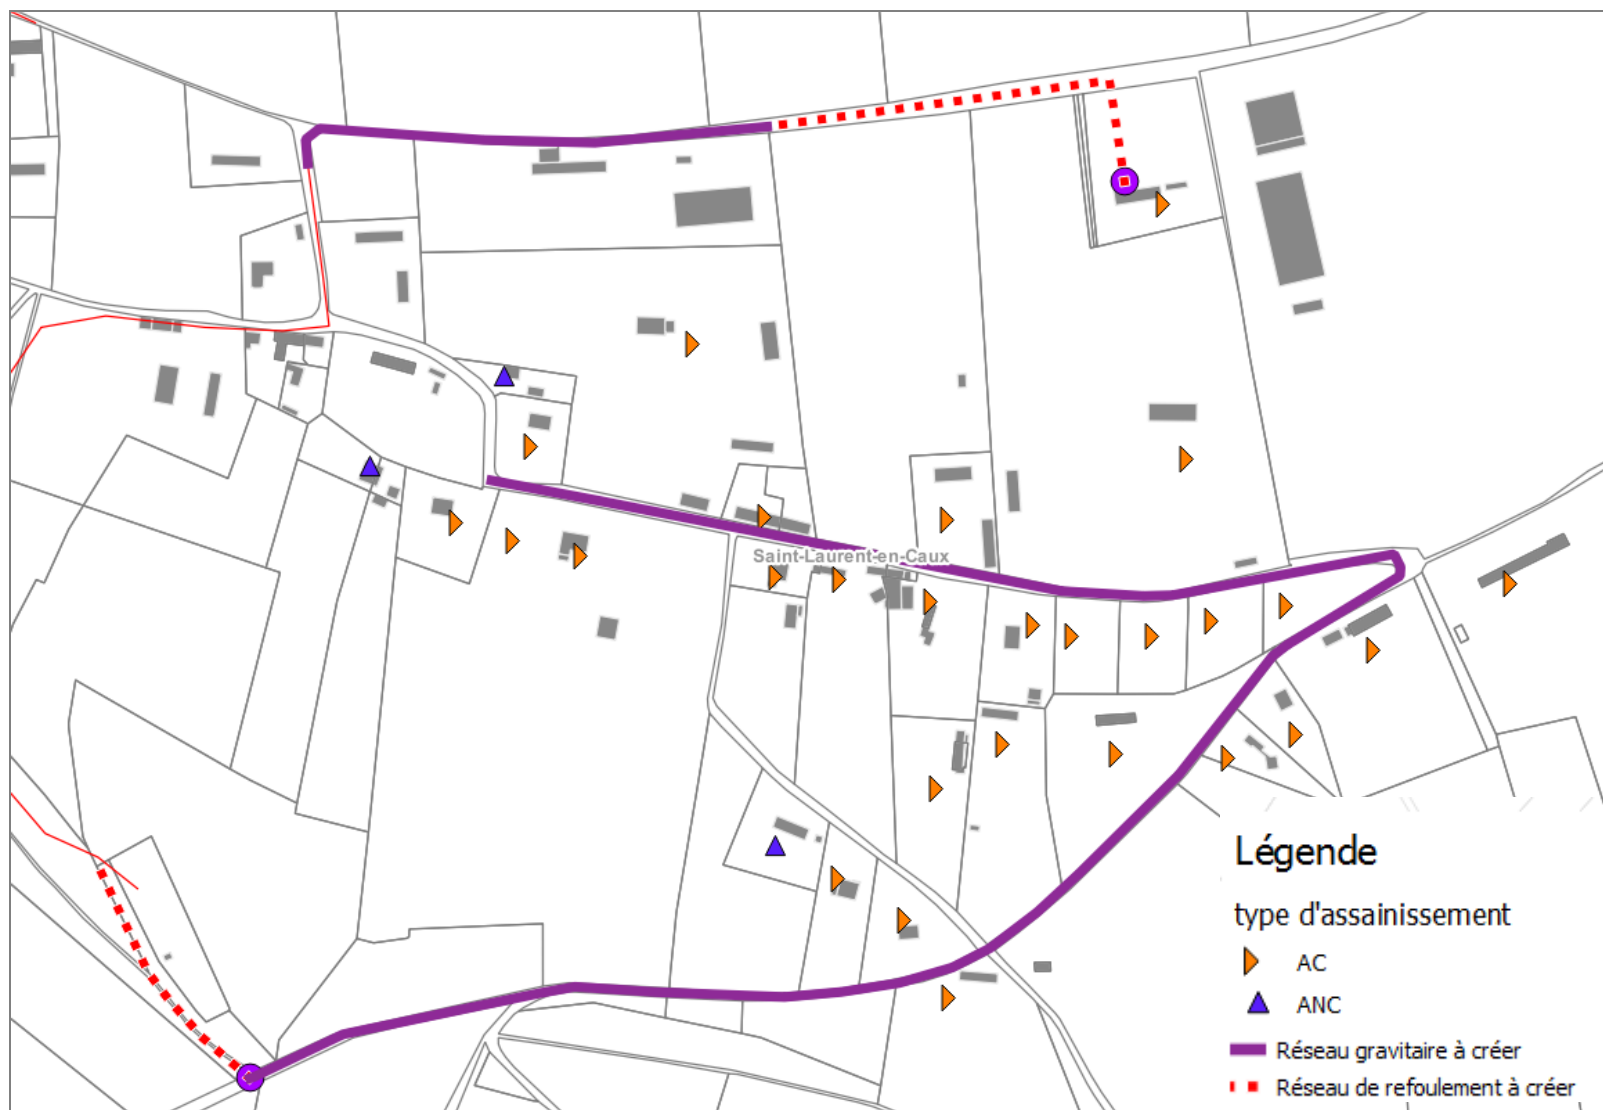 Saint-Laurent-en-Caux
Légende
type d'assainissement
AC
ANC
Réseau gravitaire à créer
Réseau de refoulement à créer